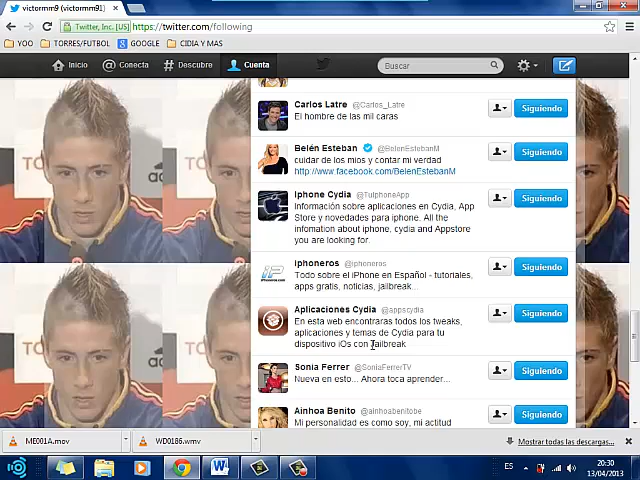 victormm9 (victormm91)
Twitter, Inc. [US] https://twitter.com/following
YOO TORRES/FUTBOL GOOGLE CIDIA Y MAS
Inicio @ Conecta # Descubre Cuenta Buscar
Carlos Latre @Carlos_Latre Siguiendo
El hombre de las mil caras
Belén Esteban @BelenEstebanM Siguiendo
cuidar de los mios y contar mi verdad
http://www.facebook.com/BelenEstebanM
Iphone Cydia @TuIphoneApp Siguiendo
Información sobre aplicaciones en Cydia, App
Store y novedades para iphone. All the
infomation about iphone, cydia and Appstore
you are looking for.
iphoneros @iphoneros Siguiendo
Todo sobre el iPhone en Español - tutoriales,
apps gratis, noticias, jailbreak...
Aplicaciones Cydia @appscydia Siguiendo
En esta web encontraras todos los tweaks,
aplicaciones y temas de Cydia para tu
dispositivo iOs con Jailbreak
Sonia Ferrer @SoniaFerrerTV Siguiendo
Nueva en esto... Ahora toca aprender...
Ainhoa Benito @ainhoabenitobe Siguiendo
Mi personalidad es como soy, mi actitud
ME001A.mov WD0186.wmv Mostrar todas las descargas...
ES 20:30
13/04/2013